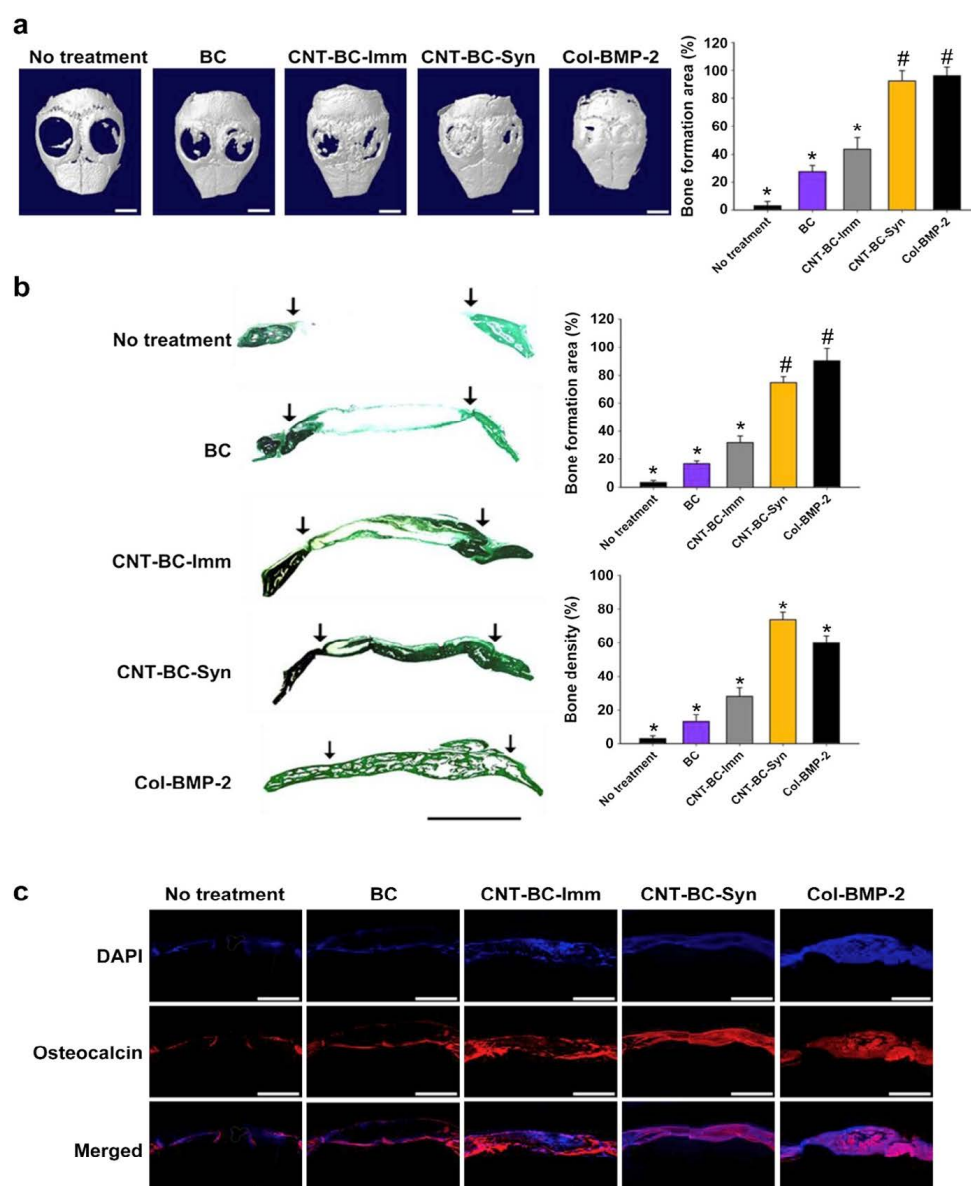 a
No treatment
BC
CNT-BC-Imm
CNT-BC-Syn
Col-BMP-2
Bone formation area (%)
120
100
80
60
40
20
0
*
*
*
#
#
No treatment
BC
CNT-BC-Imm
CNT-BC-Syn
Col-BMP-2
b
No treatment
BC
CNT-BC-Imm
CNT-BC-Syn
Col-BMP-2
Bone formation area (%)
120
100
80
60
40
20
0
*
*
*
#
#
No treatment
BC
CNT-BC-Imm
CNT-BC-Syn
Col-BMP-2
Bone density (%)
100
80
60
40
20
0
*
*
*
*
*
No treatment
BC
CNT-BC-Imm
CNT-BC-Syn
Col-BMP-2
c
No treatment
BC
CNT-BC-Imm
CNT-BC-Syn
Col-BMP-2
DAPI
Osteocalcin
Merged